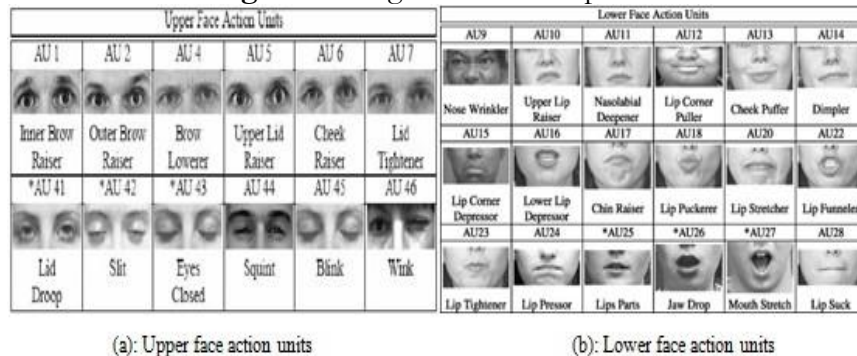 Upper Face Action Units
AU 1 AU 2 AU 4 AU 5 AU 6 AU 7
Inner Brow Raiser Outer Brow Raiser Brow Lowerer Upper Lid Raiser Cheek Raiser Lid Tightener
*AU 41 *AU 42 *AU 43 AU 44 AU 45 AU 46
Lid Droop Slit Eyes Closed Squint Blink Wink
(a): Upper face action units
Lower Face Action Units
AU9 AU10 AU11 AU12 AU13 AU14
Nose Wrinkler Upper Lip Raiser Nasolabial Deepener Lip Corner Puller Cheek Puffer Dimpler
AU15 AU16 AU17 AU18 AU20 AU22
Lip Corner Depressor Lower Lip Depressor Chin Raiser Lip Puckerer Lip Stretcher Lip Funneler
AU23 AU24 *AU25 *AU26 *AU27 AU28
Lip Tightener Lip Pressor Lips Parts Jaw Drop Mouth Stretch Lip Suck
(b): Lower face action units